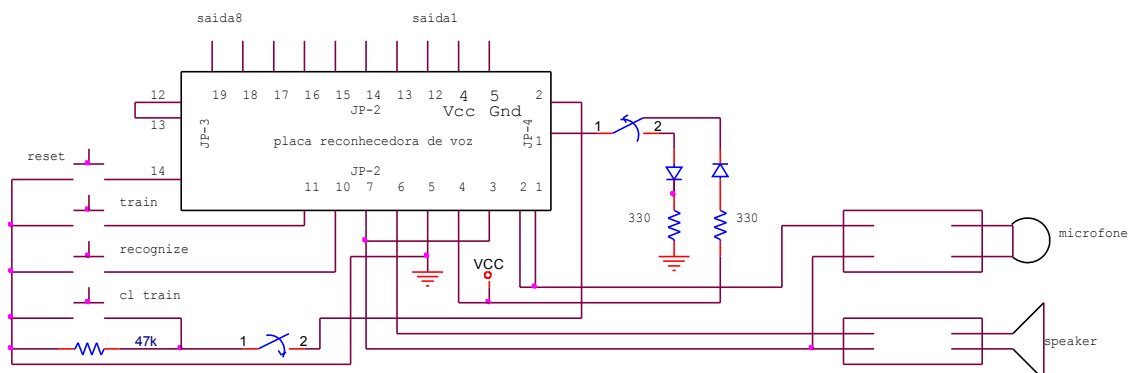 saída8 saída1
19 18 17 16 15 14 13 12 4 5 2
JP-2 Vcc Gnd
12
13
JP-3
placa reconhecedora de voz
JP-4
1
1 2
reset
14
JP-2
11 10 7 6 5 4 3 2 1
train
330 330
microfone
recognize
VCC
cl train
47k
1 2
speaker